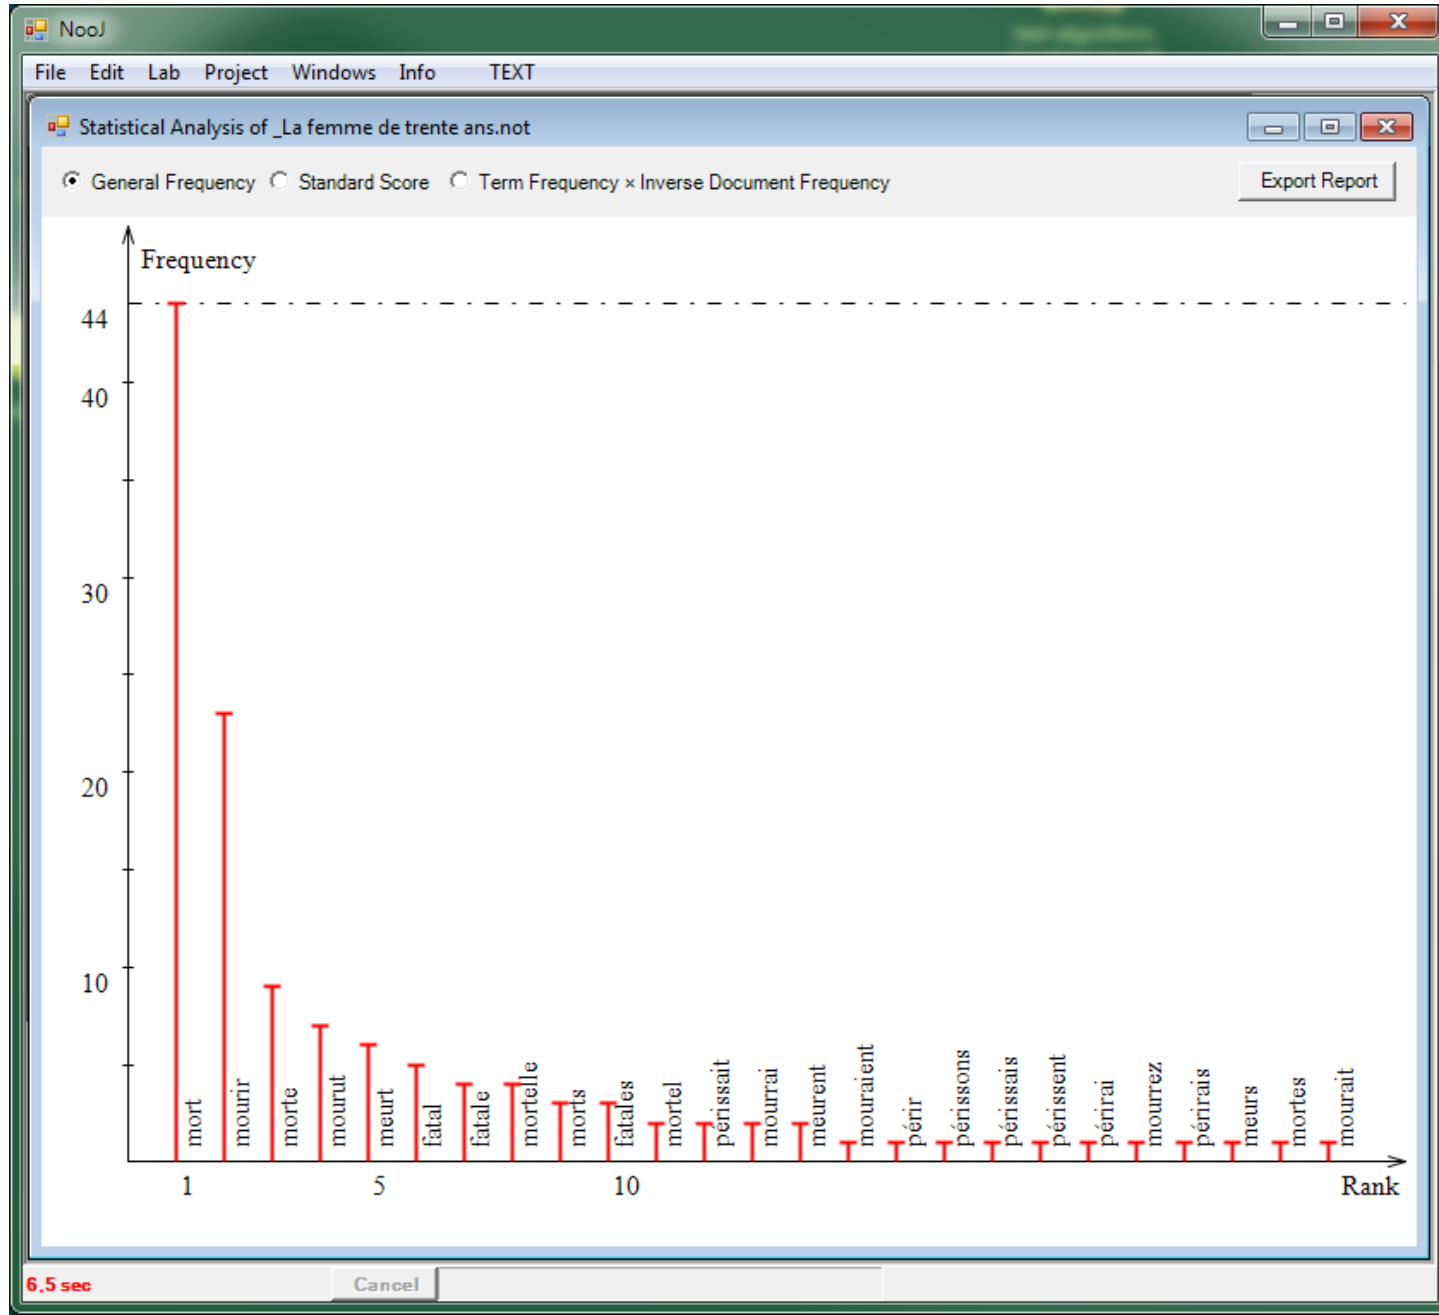 NooJ
File Edit Lab Project Windows Info TEXT
Statistical Analysis of _La femme de trente ans.not
General Frequency Standard Score Term Frequency × Inverse Document Frequency Export Report
Frequency
44
40
30
20
10
mort mourir morte mourut meurt fatal fatale mortelle morts fatales mortel périssait mourrai meurent mouraient périr périssons périssais périssent périrai mourrez périrais meurs mortes mourait
1 5 10 Rank
6,5 sec Cancel